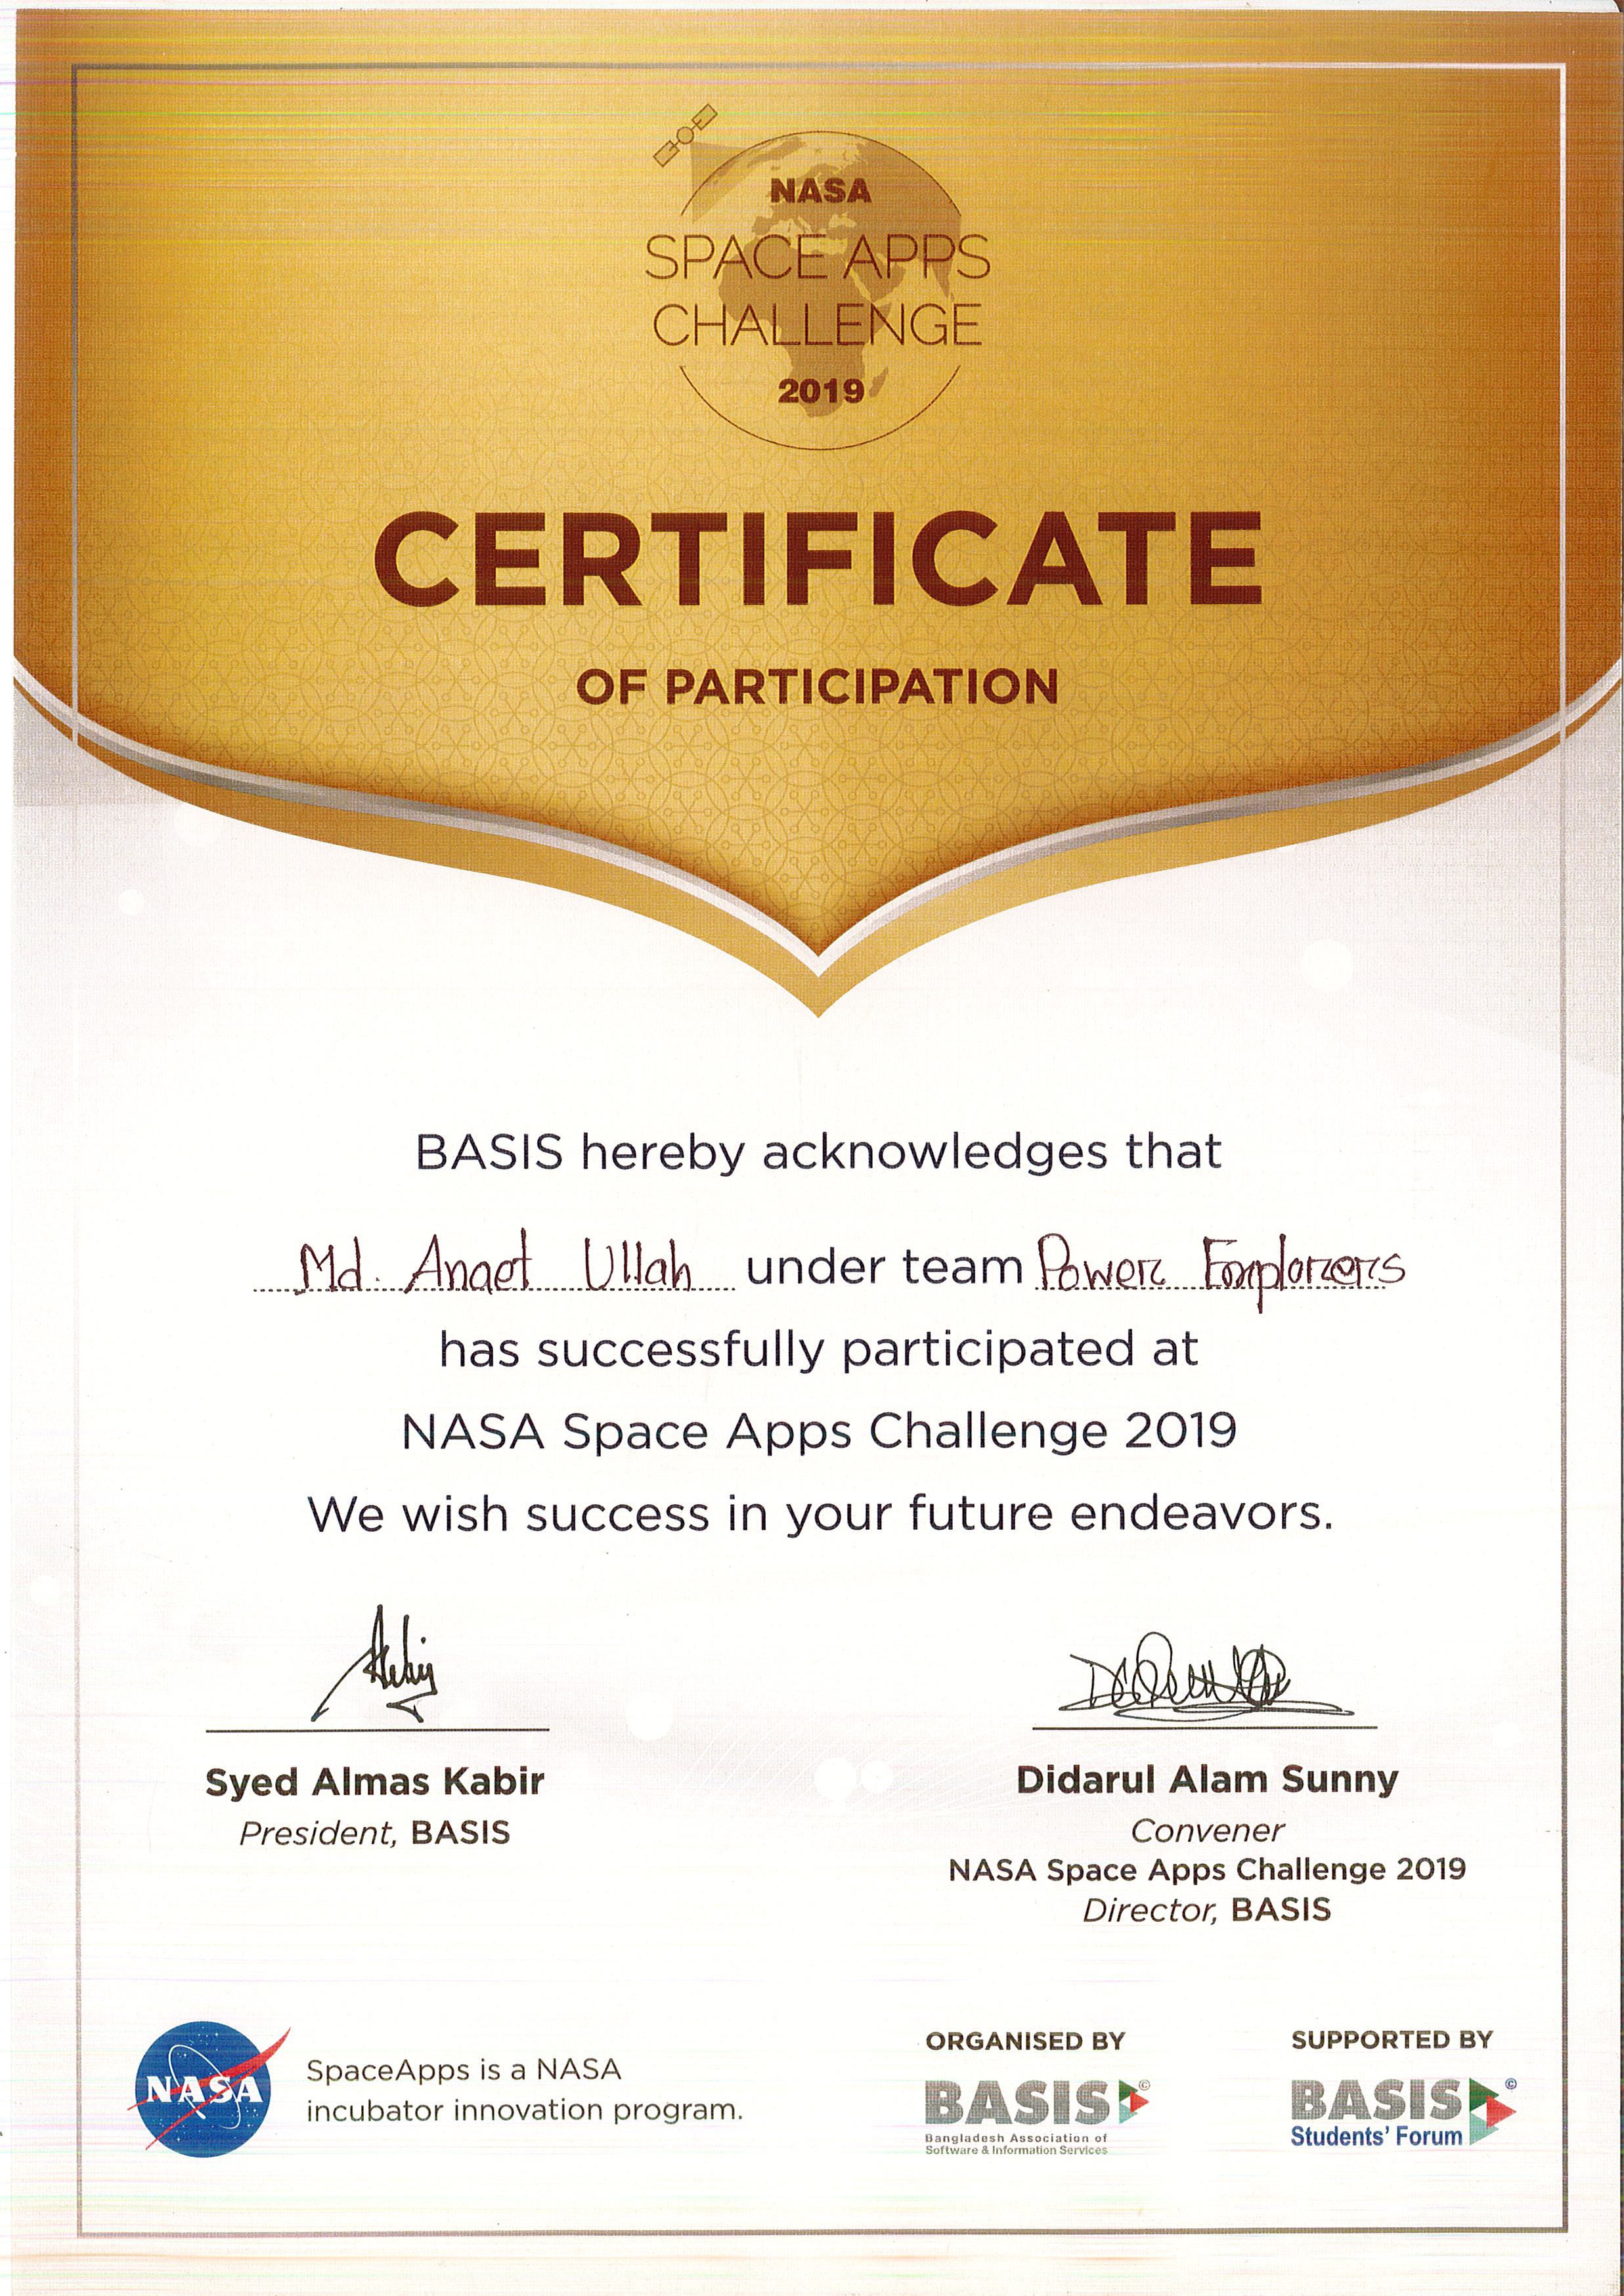 NASA
SPACE APPS
CHALLENGE
2019
CERTIFICATE
OF PARTICIPATION
BASIS hereby acknowledges that
Md. Anaet Ullah under team Power Explorers
has successfully participated at
NASA Space Apps Challenge 2019
We wish success in your future endeavors.
Syed Almas Kabir
President, BASIS
Didarul Alam Sunny
Convener
NASA Space Apps Challenge 2019
Director, BASIS
NASA
SpaceApps is a NASA
incubator innovation program.
ORGANISED BY
BASIS©
Bangladesh Association of
Software & Information Services
SUPPORTED BY
BASIS©
Students' Forum